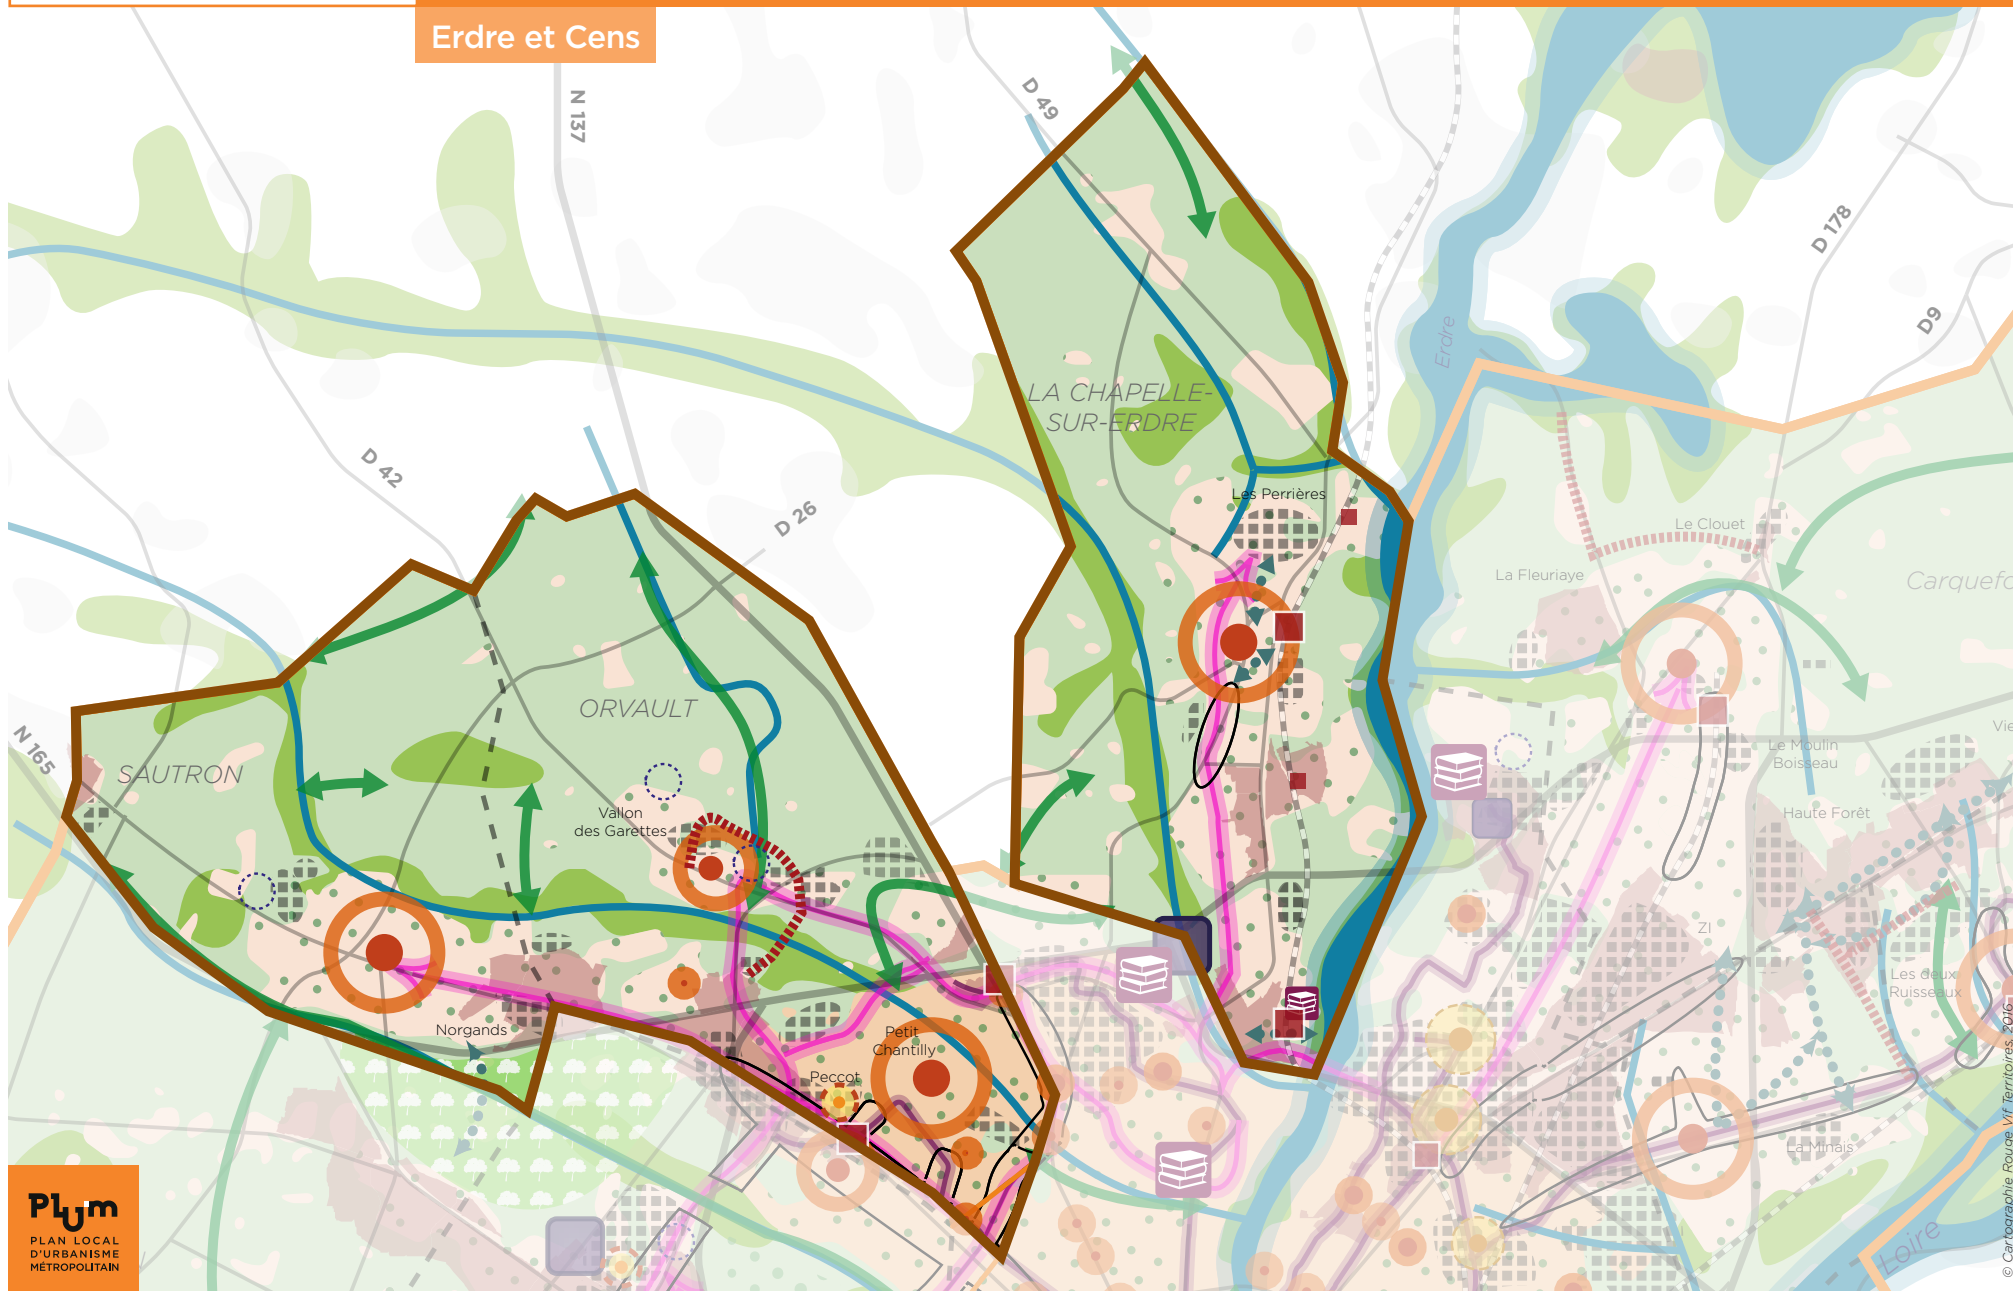 Erdre et Cens
N 137
D 49
D 178
D9
Erdre
D 42
D 26
LA CHAPELLE-
SUR-ERDRE
Les Perrières
Le Clouet
La Fleuriaye
ORVAULT
SAUTRON
N 165
Vallon
des Garettes
Le Moulin
Boisseau
Haute Forêt
ZI
Les deux
Ruisseaux
Norgands
Petit
Chantilly
Peccot
La Minais
Loire
PLUM
PLAN LOCAL
D'URBANISME
MÉTROPOLITAIN
© Cartographie Rouge Vif Territoires, 2016